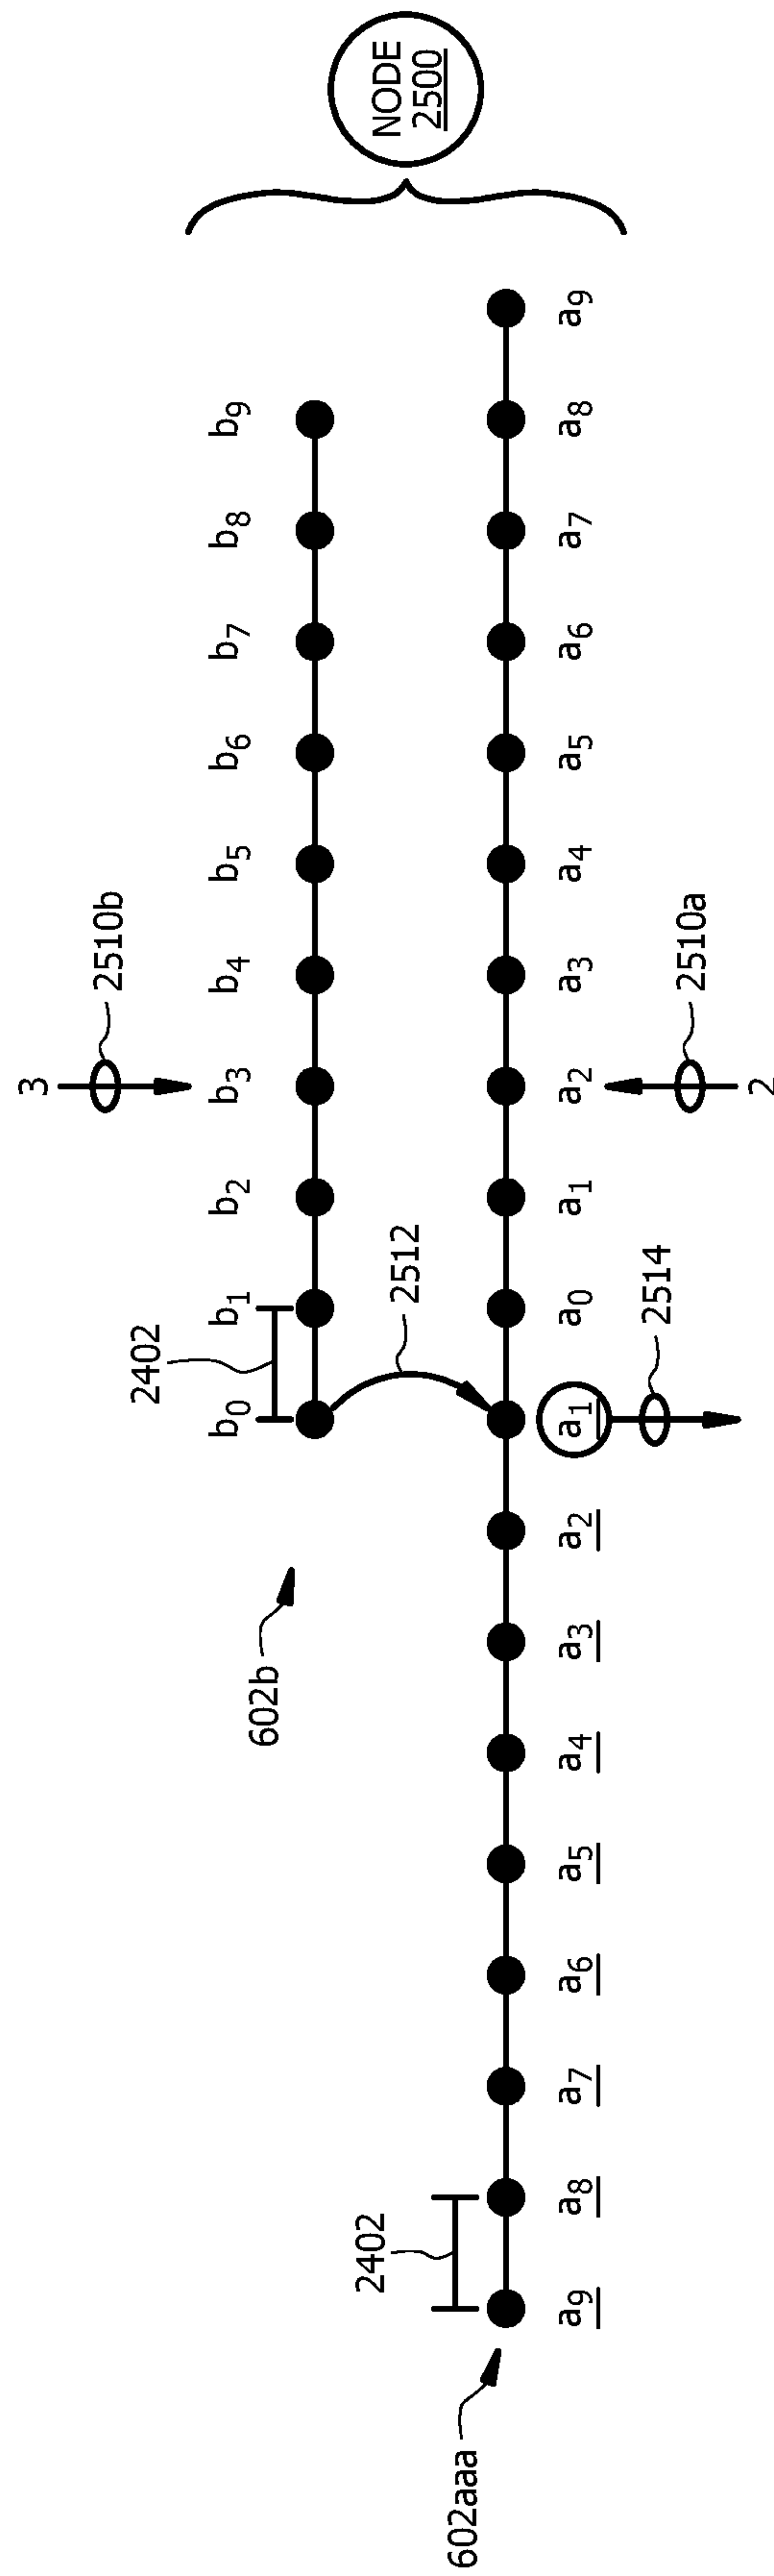 3
2510b
2402
b₀ b₁ b₂ b₃ b₄ b₅ b₆ b₇ b₈ b₉
602b
2402
NODE
2500
2512
602aaa
a₉ a₈ a₇ a₆ a₅ a₄ a₃ a₂ a₁ a₀ a₁ a₂ a₃ a₄ a₅ a₆ a₇ a₈ a₉
2514
2510a
2